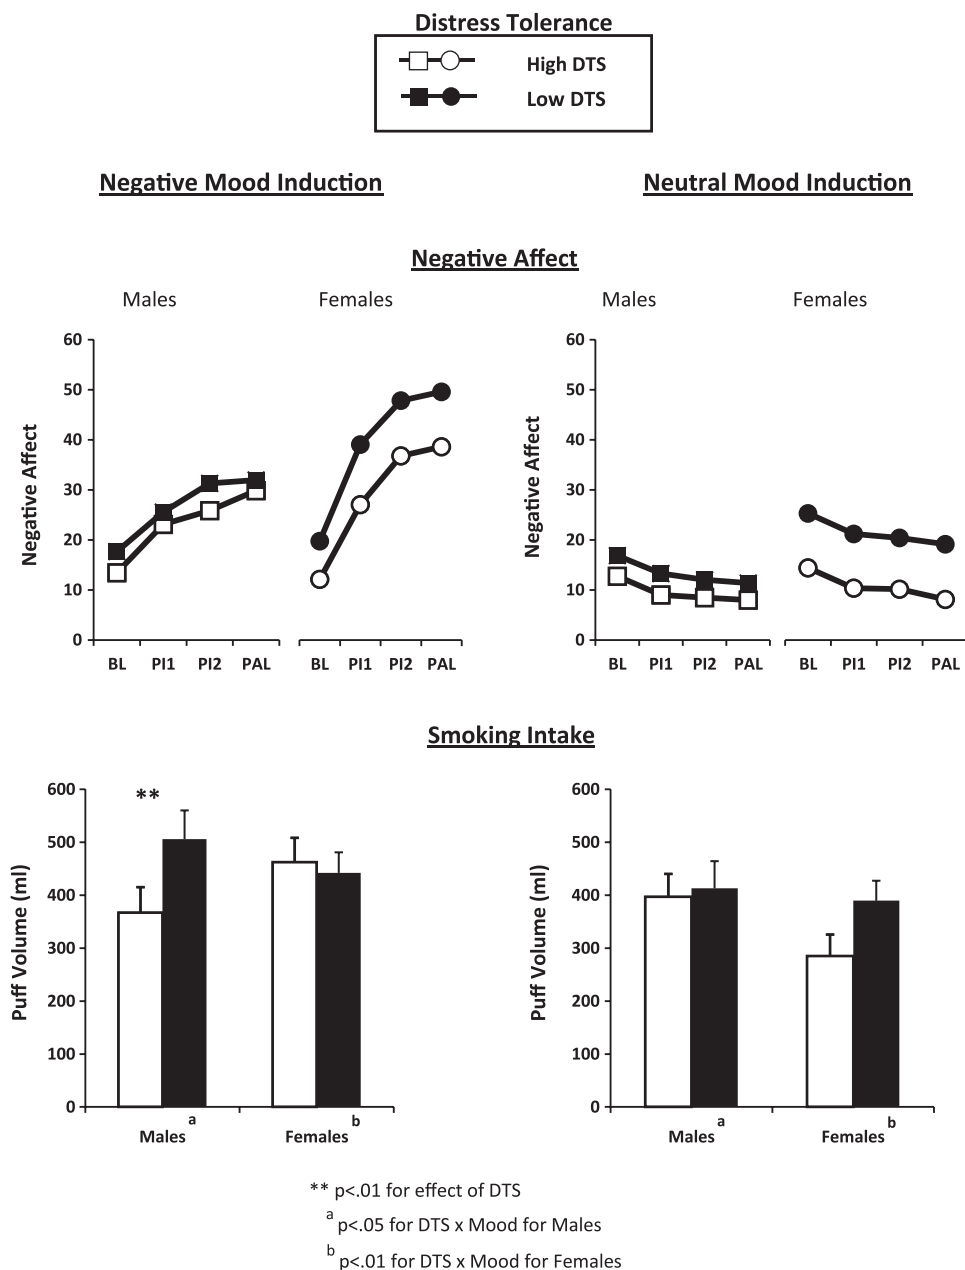 Distress Tolerance
High DTS
Low DTS
Negative Mood Induction
Neutral Mood Induction
Negative Affect
Males
Females
Males
Females
Negative Affect
60
50
40
30
20
10
0
BL PI1 PI2 PAL
BL PI1 PI2 PAL
Negative Affect
60
50
40
30
20
10
0
BL PI1 PI2 PAL
BL PI1 PI2 PAL
Smoking Intake
Puff Volume (ml)
600
500
400
300
200
100
0
**
Males a
Females b
Puff Volume (ml)
600
500
400
300
200
100
0
Males a
Females b
** p<.01 for effect of DTS
a p<.05 for DTS x Mood for Males
b p<.01 for DTS x Mood for Females